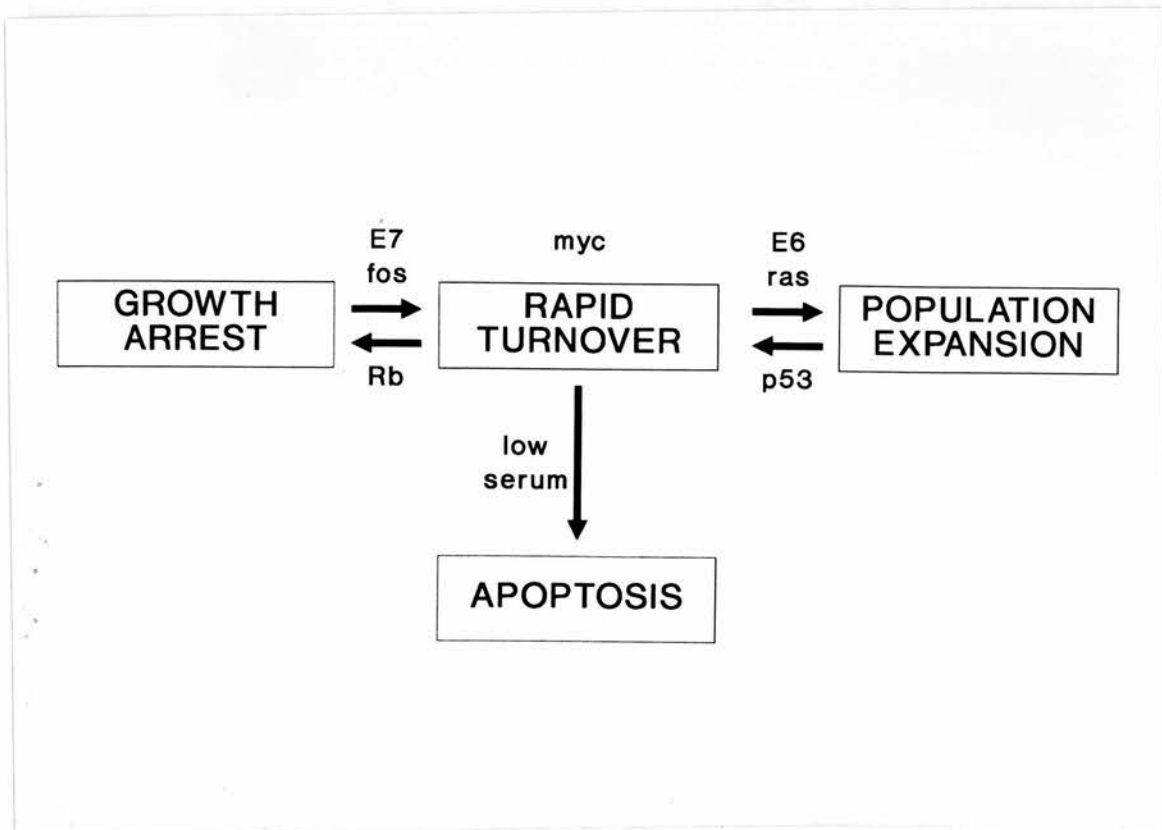 E7
fos
myc
E6
ras
GROWTH
ARREST
RAPID
TURNOVER
POPULATION
EXPANSION
Rb
p53
low
serum
APOPTOSIS